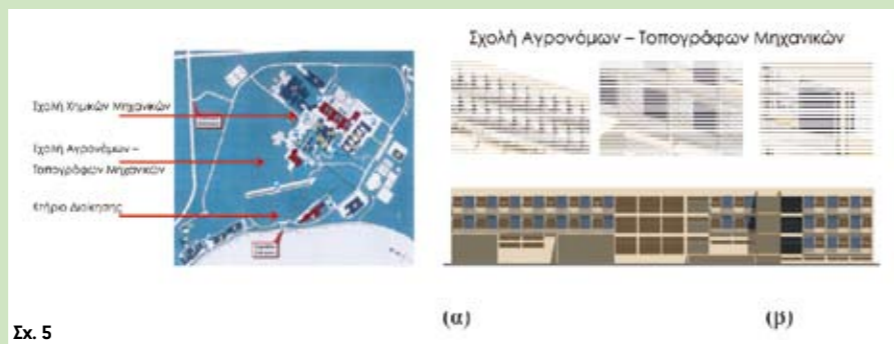 Σχολή Αγρονόμων – Τοπογράφων Μηχανικών
Σχολή Χημικών Μηχανικών
Σχολή Αγρονόμων –
Τοπογράφων Μηχανικών
Κτήριο Διοίκησης
(α)
(β)
Σχ. 5